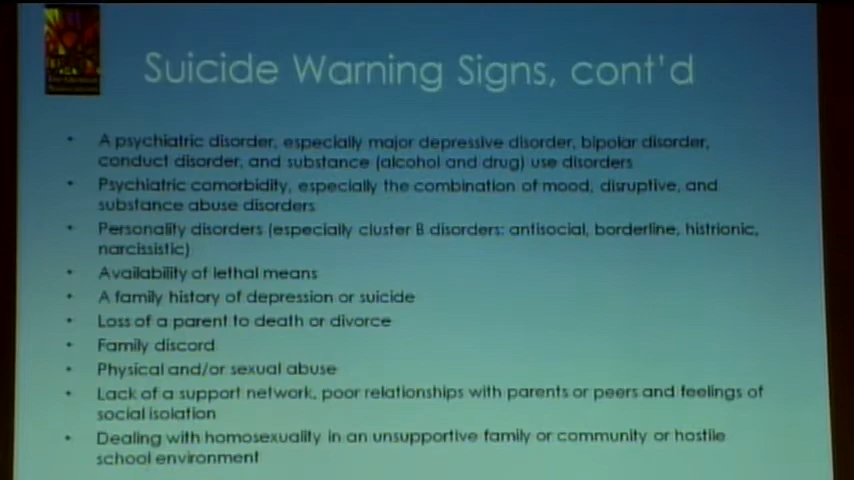 Suicide Warning Signs, cont'd
• A psychiatric disorder, especially major depressive disorder, bipolar disorder,
conduct disorder, and substance (alcohol and drug) use disorders
• Psychiatric comorbidity, especially the combination of mood, disruptive, and
substance abuse disorders
• Personality disorders (especially cluster B disorders: antisocial, borderline, histrionic,
narcissistic)
• Availability of lethal means
• A family history of depression or suicide
• Loss of a parent to death or divorce
• Family discord
• Physical and/or sexual abuse
• Lack of a support network, poor relationships with parents or peers and feelings of
social isolation
• Dealing with homosexuality in an unsupportive family or community or hostile
school environment